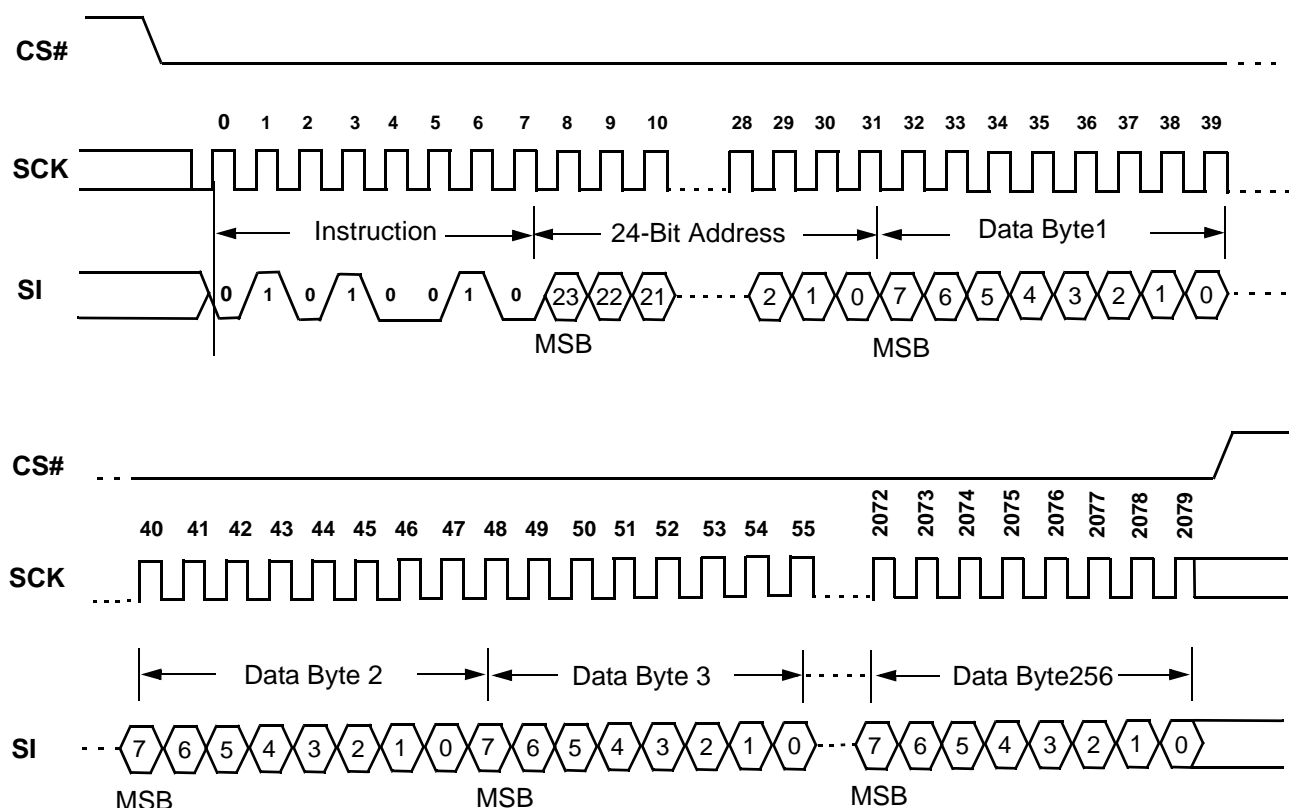 CS#
0 1 2 3 4 5 6 7 8 9 10 28 29 30 31 32 33 34 35 36 37 38 39
SCK
Instruction 24-Bit Address Data Byte1
SI 0 1 0 1 0 0 1 0 23 22 21 2 1 0 7 6 5 4 3 2 1 0
MSB MSB
CS#
40 41 42 43 44 45 46 47 48 49 50 51 52 53 54 55 2072 2073 2074 2075 2076 2077 2078 2079
SCK
Data Byte 2 Data Byte 3 Data Byte256
SI 7 6 5 4 3 2 1 0 7 6 5 4 3 2 1 0 7 6 5 4 3 2 1 0
MSB MSB MSB